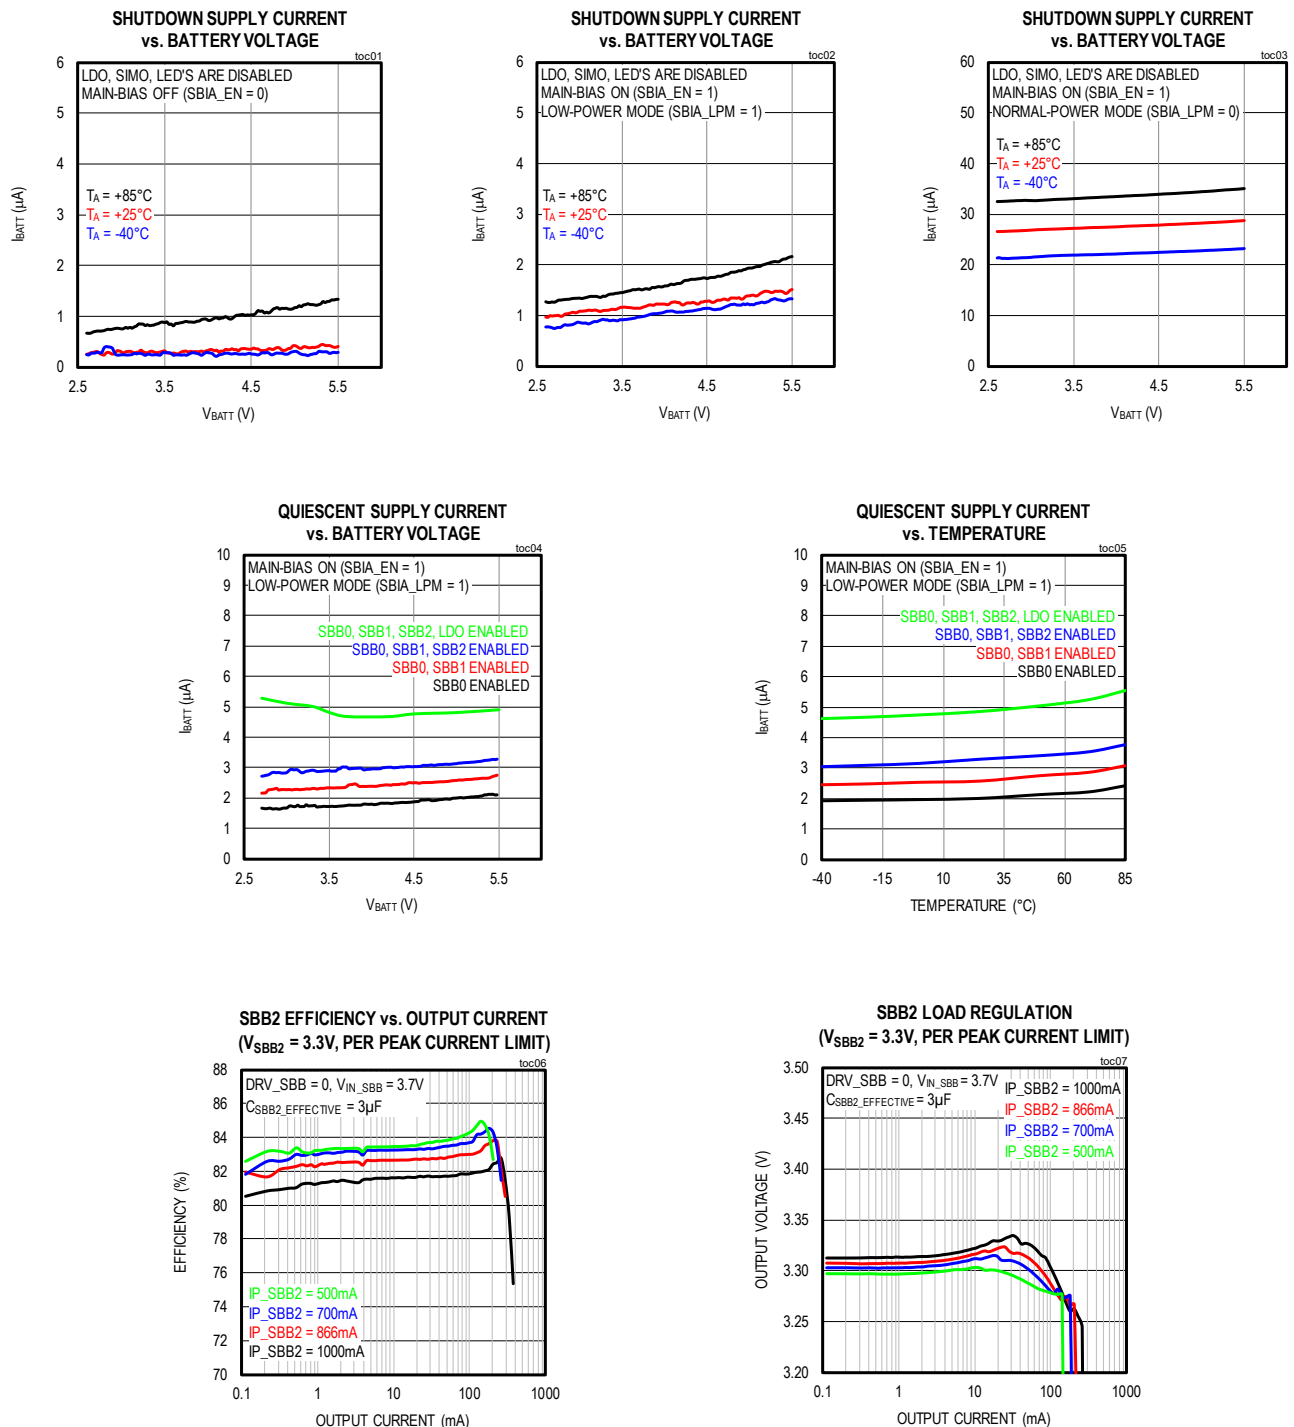 SHUTDOWN SUPPLY CURRENT
vs. BATTERY VOLTAGE
toc01
LDO, SIMO, LED'S ARE DISABLED
MAIN-BIAS OFF (SBIA_EN = 0)
TA = +85°C
TA = +25°C
TA = -40°C
6
5
4
3
2
1
0
IBATT (µA)
2.5
3.5
4.5
5.5
VBATT (V)
SHUTDOWN SUPPLY CURRENT
vs. BATTERY VOLTAGE
toc02
LDO, SIMO, LED'S ARE DISABLED
MAIN-BIAS ON (SBIA_EN = 1)
LOW-POWER MODE (SBIA_LPM = 1)
TA = +85°C
TA = +25°C
TA = -40°C
6
5
4
3
2
1
0
IBATT (µA)
2.5
3.5
4.5
5.5
VBATT (V)
SHUTDOWN SUPPLY CURRENT
vs. BATTERY VOLTAGE
toc03
LDO, SIMO, LED'S ARE DISABLED
MAIN-BIAS ON (SBIA_EN = 1)
NORMAL-POWER MODE (SBIA_LPM = 0)
TA = +85°C
TA = +25°C
TA = -40°C
60
50
40
30
20
10
0
IBATT (µA)
2.5
3.5
4.5
5.5
VBATT (V)
QUIESCENT SUPPLY CURRENT
vs. BATTERY VOLTAGE
toc04
MAIN-BIAS ON (SBIA_EN = 1)
LOW-POWER MODE (SBIA_LPM = 1)
SBB0, SBB1, SBB2, LDO ENABLED
SBB0, SBB1, SBB2 ENABLED
SBB0, SBB1 ENABLED
SBB0 ENABLED
10
9
8
7
6
5
4
3
2
1
0
IBATT (µA)
2.5
3.5
4.5
5.5
VBATT (V)
QUIESCENT SUPPLY CURRENT
vs. TEMPERATURE
toc05
MAIN-BIAS ON (SBIA_EN = 1)
LOW-POWER MODE (SBIA_LPM = 1)
SBB0, SBB1, SBB2, LDO ENABLED
SBB0, SBB1, SBB2 ENABLED
SBB0, SBB1 ENABLED
SBB0 ENABLED
10
9
8
7
6
5
4
3
2
1
0
IBATT (µA)
-40
-15
10
35
60
85
TEMPERATURE (°C)
SBB2 EFFICIENCY vs. OUTPUT CURRENT
(VSBB2 = 3.3V, PER PEAK CURRENT LIMIT)
toc06
DRV_SBB = 0, VIN_SBB = 3.7V
CSBB2_EFFECTIVE = 3µF
IP_SBB2 = 500mA
IP_SBB2 = 700mA
IP_SBB2 = 866mA
IP_SBB2 = 1000mA
88
86
84
82
80
78
76
74
72
70
EFFICIENCY (%)
0.1
1
10
100
1000
OUTPUT CURRENT (mA)
SBB2 LOAD REGULATION
(VSBB2 = 3.3V, PER PEAK CURRENT LIMIT)
toc07
DRV_SBB = 0, VIN_SBB = 3.7V
CSBB2_EFFECTIVE = 3µF
IP_SBB2 = 1000mA
IP_SBB2 = 866mA
IP_SBB2 = 700mA
IP_SBB2 = 500mA
3.50
3.45
3.40
3.35
3.30
3.25
3.20
OUTPUT VOLTAGE (V)
0.1
1
10
100
1000
OUTPUT CURRENT (mA)